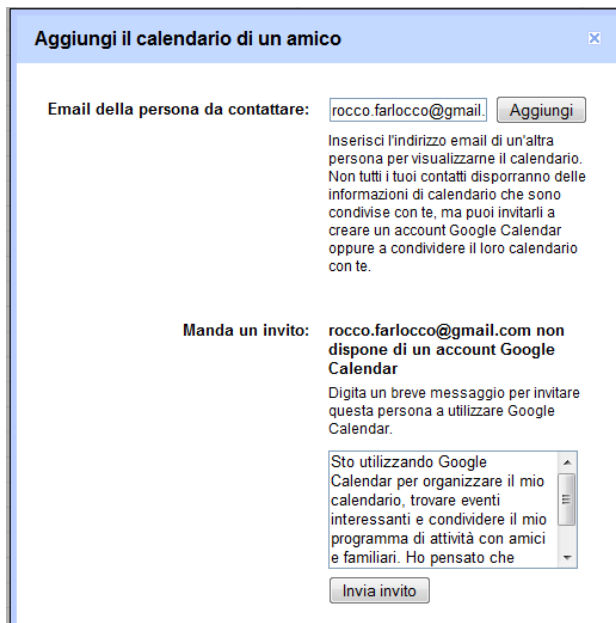 Aggiungi il calendario di un amico
Email della persona da contattare:
rocco.farlocco@gmail.
Aggiungi
Inserisci l'indirizzo email di un'altra
persona per visualizzarne il calendario.
Non tutti i tuoi contatti disporranno delle
informazioni di calendario che sono
condivise con te, ma puoi invitarli a
creare un account Google Calendar
oppure a condividere il loro calendario
con te.
Manda un invito:
rocco.farlocco@gmail.com non
dispone di un account Google
Calendar
Digita un breve messaggio per invitare
questa persona a utilizzare Google
Calendar.
Sto utilizzando Google
Calendar per organizzare il mio
calendario, trovare eventi
interessanti e condividere il mio
programma di attività con amici
e familiari. Ho pensato che
Invia invito